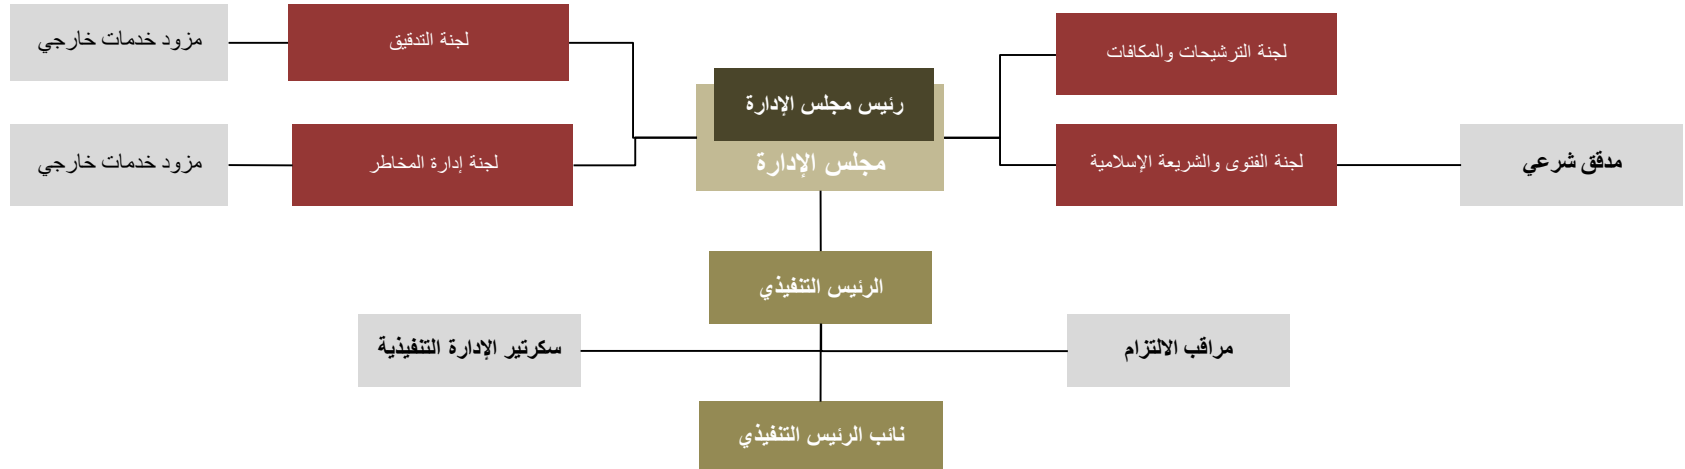 لجنة الترشيحات والمكافات
لجنة التدقيق
مزود خدمات خارجي
رئيس مجلس الإدارة
مجلس الإدارة
مدقق شرعي
لجنة الفتوى والشريعة الإسلامية
لجنة إدارة المخاطر
مزود خدمات خارجي
الرئيس التنفيذي
مراقب الالتزام
سكرتير الإدارة التنفيذية
نائب الرئيس التنفيذي